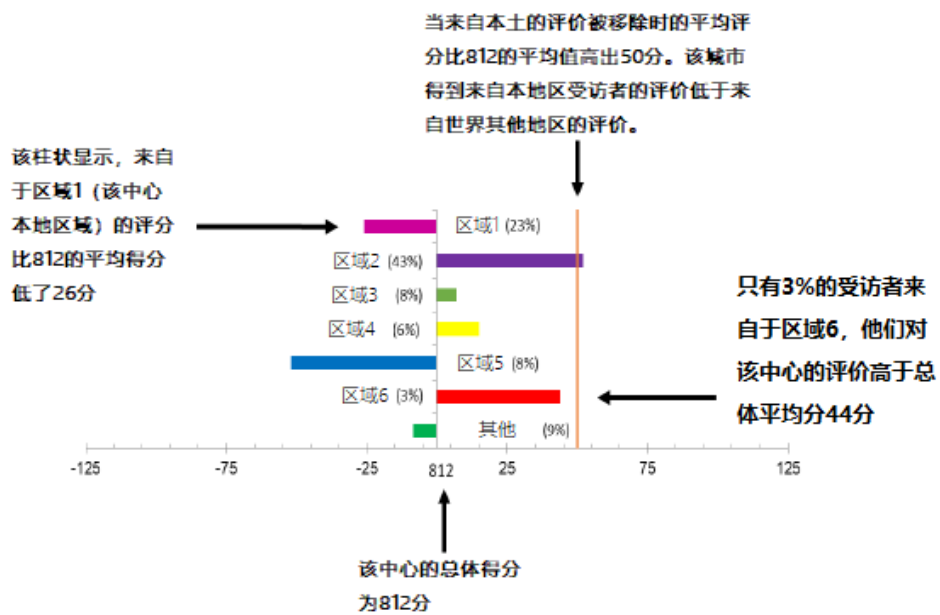 当来自本土的评价被移除时的平均评
分比812的平均值高出50分。该城市
得到来自本地区受访者的评价低于来
自世界其他地区的评价。
该柱状显示，来自
于区域1（该中心
本地区域）的评分
比812的平均得分
低了26分
区域1 (23%)
区域2 (43%)
区域3 (8%)
区域4 (6%)
区域5 (8%)
区域6 (3%)
其他 (9%)
只有3%的受访者来
自于区域6，他们对
该中心的评价高于总
体平均分44分
-125 -75 -25 812 25 75 125
该中心的总体得分
为812分